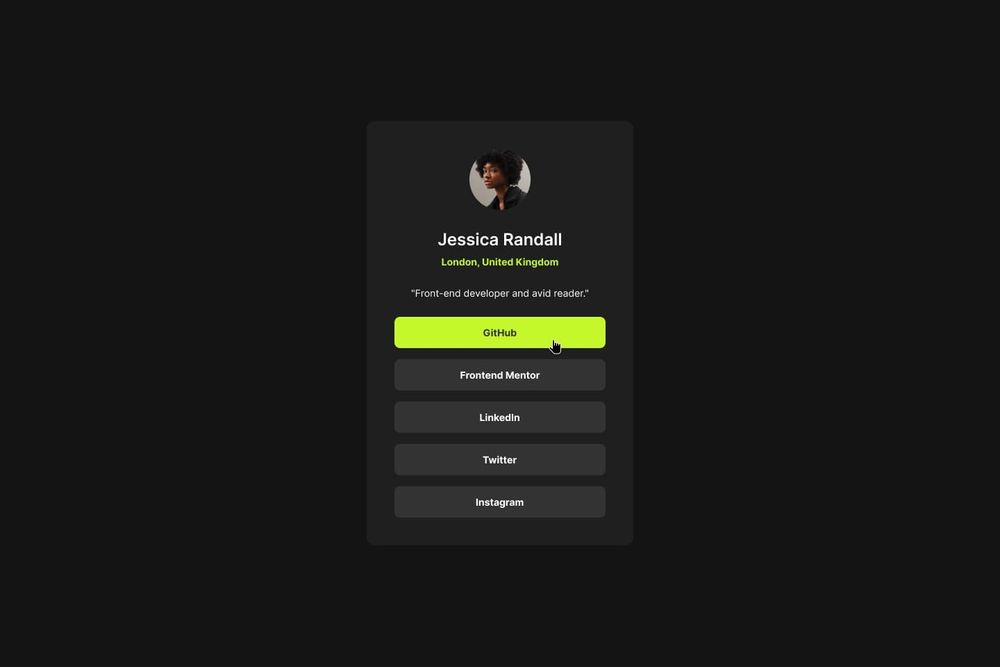 Jessica Randall
London, United Kingdom
"Front-end developer and avid reader."
GitHub
Frontend Mentor
LinkedIn
Twitter
Instagram